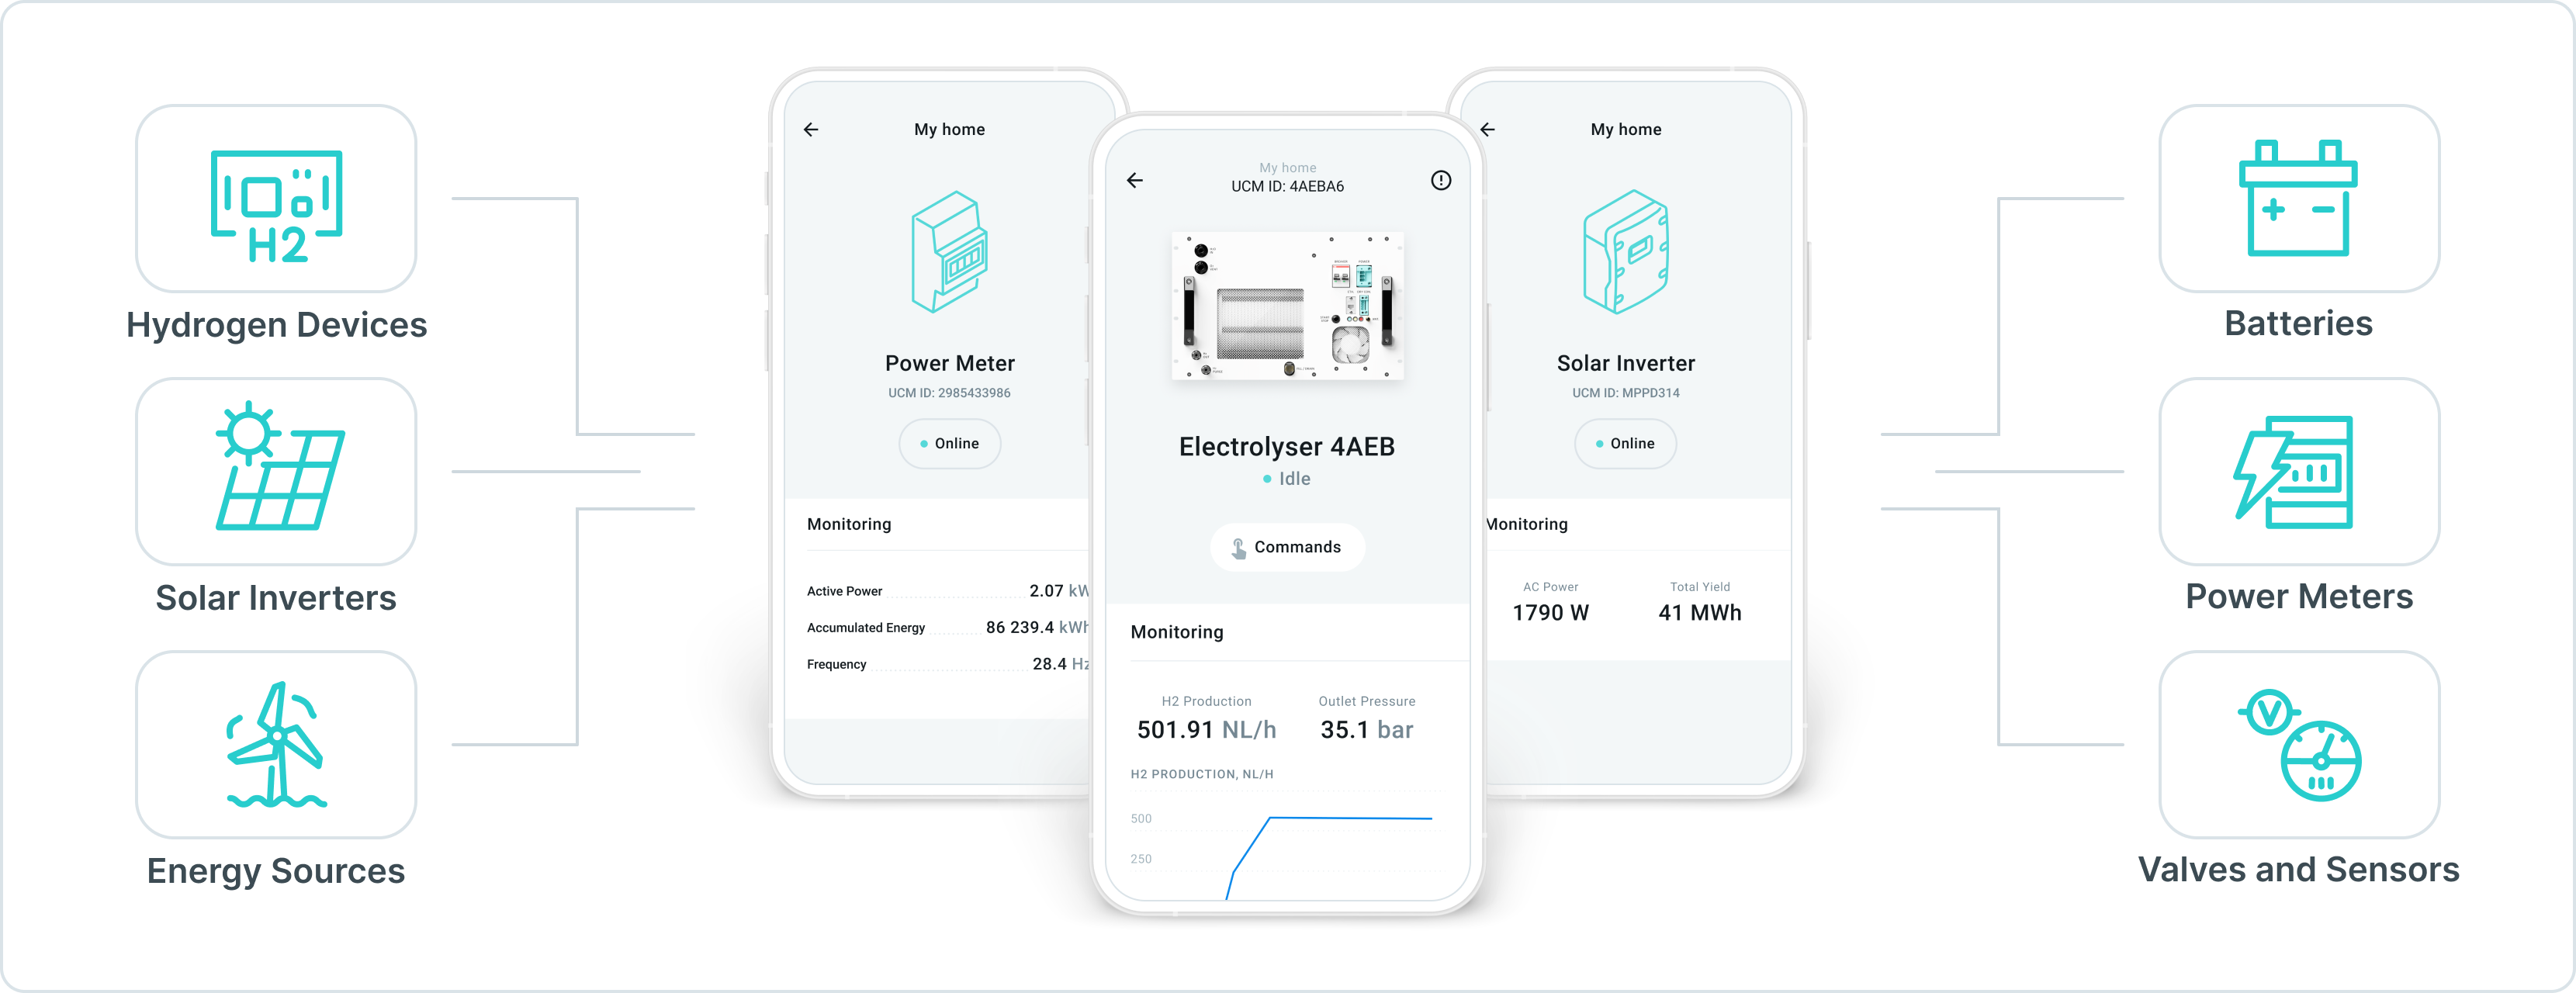 H2
Hydrogen Devices
Solar Inverters
Energy Sources
My home
Power Meter
UCM ID: 2985433986
Online
Monitoring
Active Power 2.07 kW
Accumulated Energy 86 239.4 kWh
Frequency 28.4 Hz
My home
UCM ID: 4AEBA6
Electrolyser 4AEB
Idle
Commands
Monitoring
H2 Production
501.91 NL/h
Outlet Pressure
35.1 bar
H2 PRODUCTION, NL/H
500
250
My home
Solar Inverter
UCM ID: MPPD314
Online
Monitoring
AC Power
1790 W
Total Yield
41 MWh
Batteries
Power Meters
V
Valves and Sensors